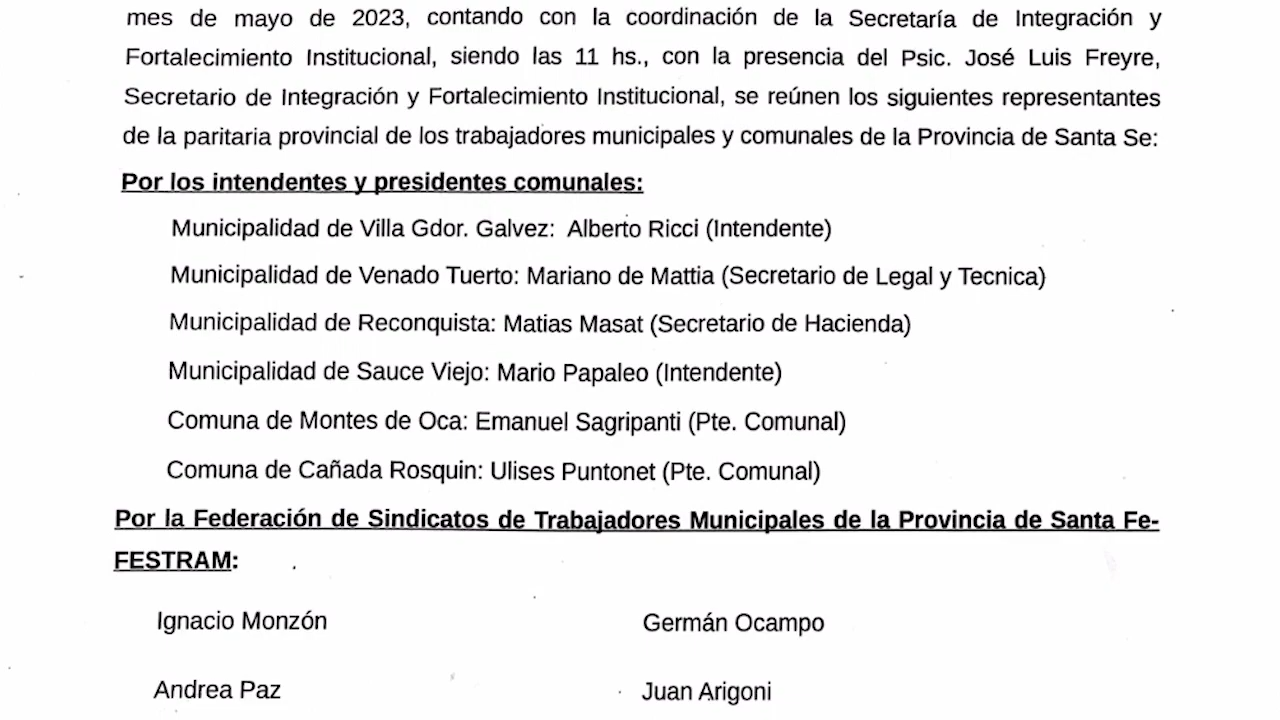 mes de mayo de 2023, contando con la coordinación de la Secretaría de Integración y
Fortalecimiento Institucional, siendo las 11 hs., con la presencia del Psic. José Luis Freyre,
Secretario de Integración y Fortalecimiento Institucional, se reúnen los siguientes representantes
de la paritaria provincial de los trabajadores municipales y comunales de la Provincia de Santa Se:
Por los intendentes y presidentes comunales:
Municipalidad de Villa Gdor. Galvez: Alberto Ricci (Intendente)
Municipalidad de Venado Tuerto: Mariano de Mattia (Secretario de Legal y Tecnica)
Municipalidad de Reconquista: Matias Masat (Secretario de Hacienda)
Municipalidad de Sauce Viejo: Mario Papaleo (Intendente)
Comuna de Montes de Oca: Emanuel Sagripanti (Pte. Comunal)
Comuna de Cañada Rosquin: Ulises Puntonet (Pte. Comunal)
Por la Federación de Sindicatos de Trabajadores Municipales de la Provincia de Santa Fe-
FESTRAM:
Ignacio Monzón Germán Ocampo
Andrea Paz Juan Arigoni